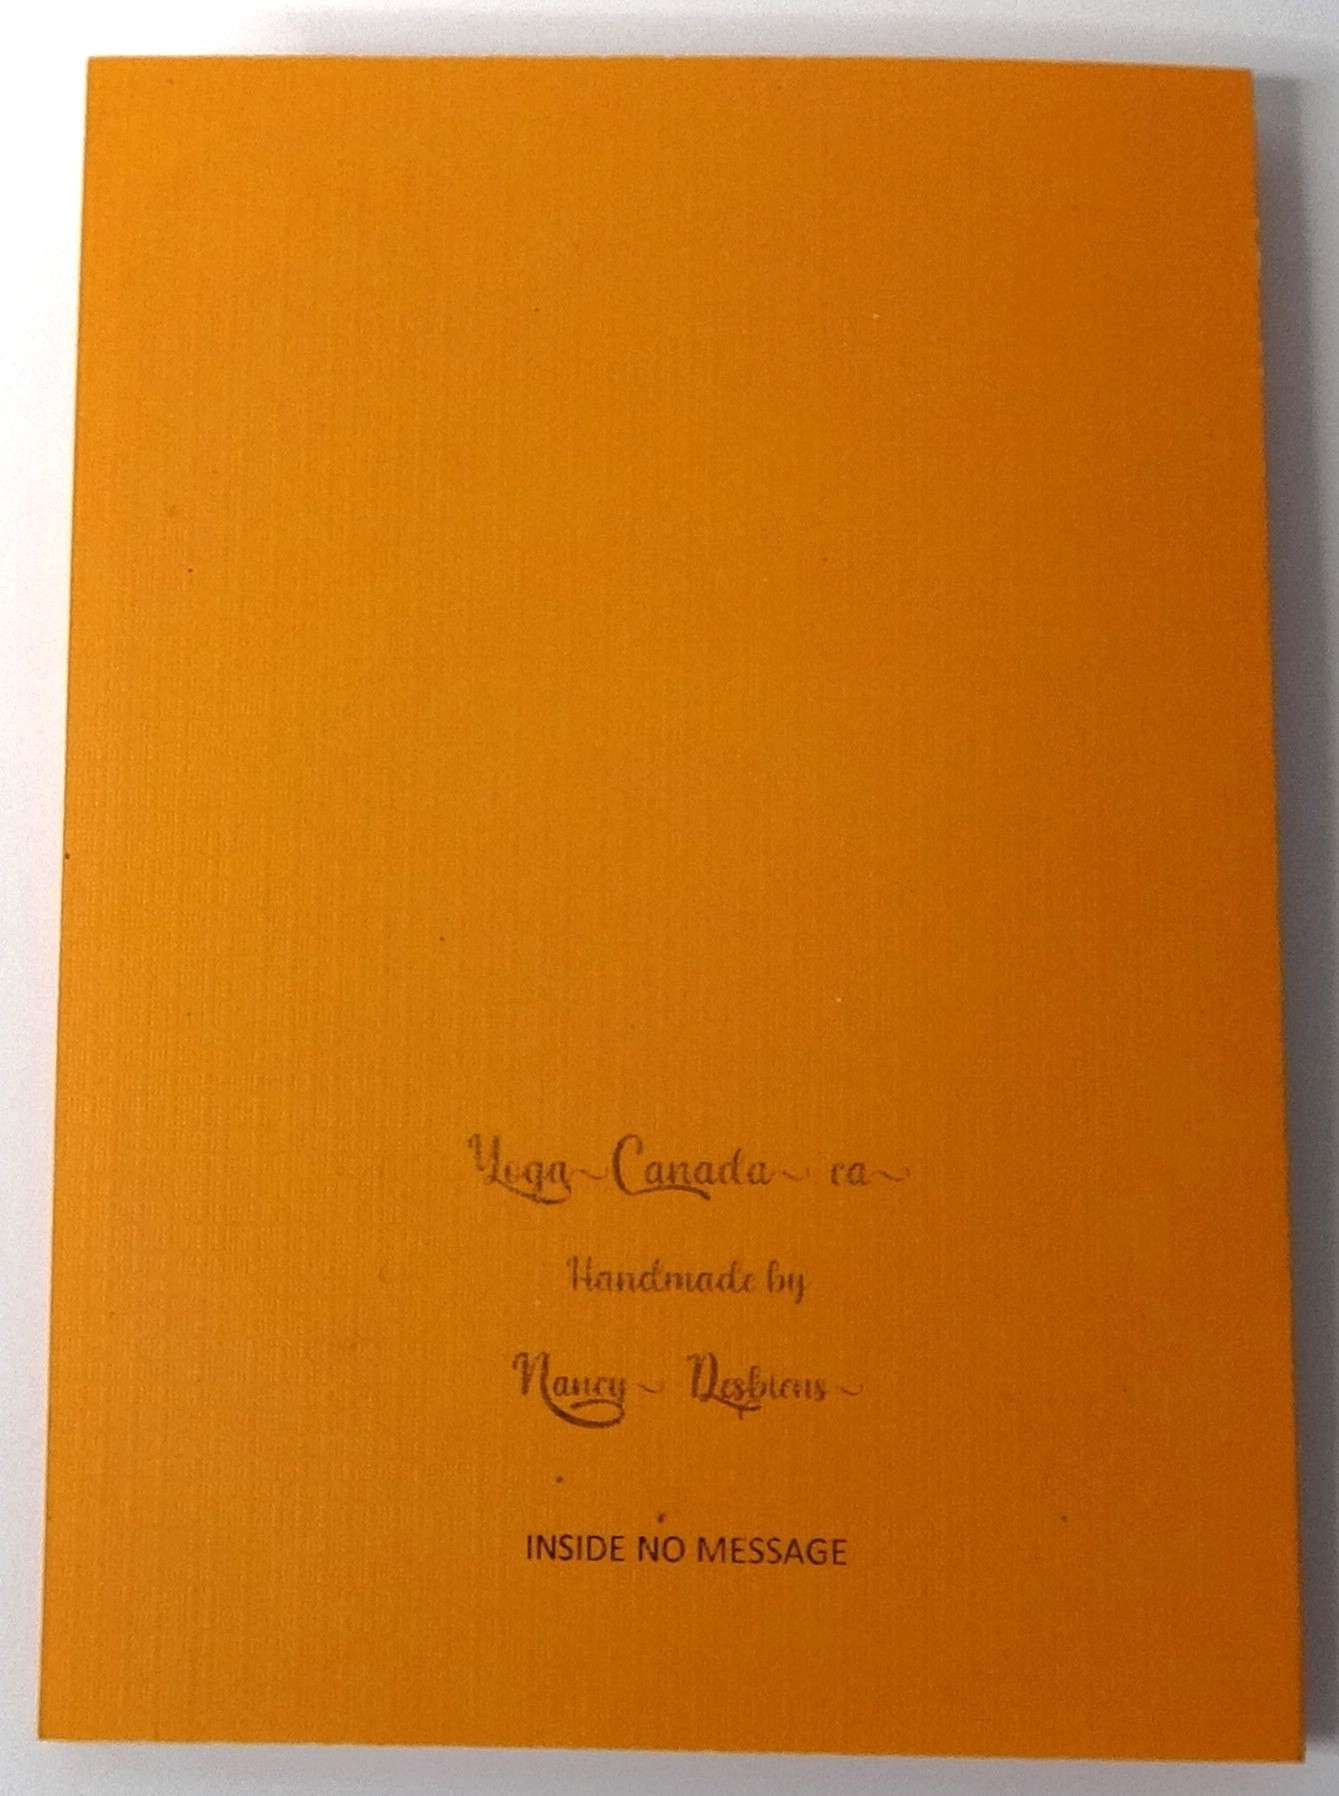 Yoga Canada ca
Handmade by
Nancy Desbiens
INSIDE NO MESSAGE